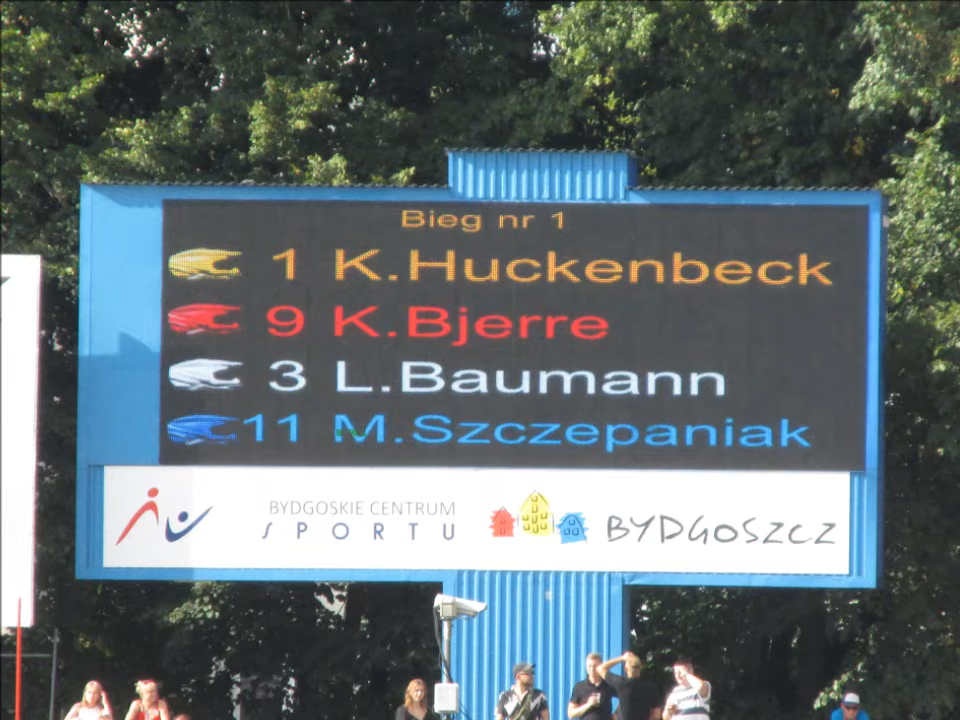 Bieg nr 1
1 K.Huckenbeck
9 K.Bjerre
3 L.Baumann
11 M.Szczepaniak
BYDGOSKIE CENTRUM
SPORTU
BYDGOSZCZ